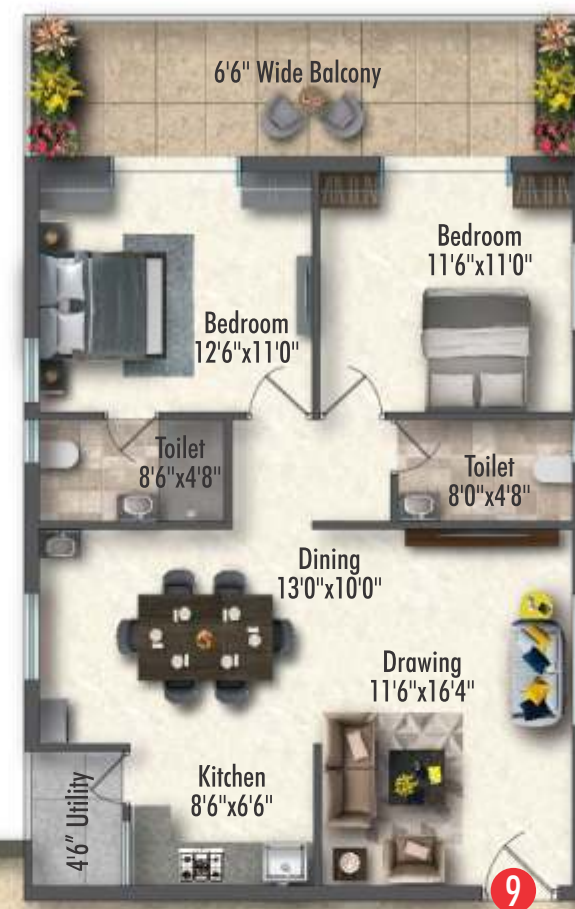 6'6" Wide Balcony
Bedroom
11'6"x11'0"
Bedroom
12'6"x11'0"
Toilet
8'6"x4'8"
Toilet
8'0"x4'8"
Dining
13'0"x10'0"
Drawing
11'6"x16'4"
Kitchen
8'6"x6'6"
4'6" Utility
9